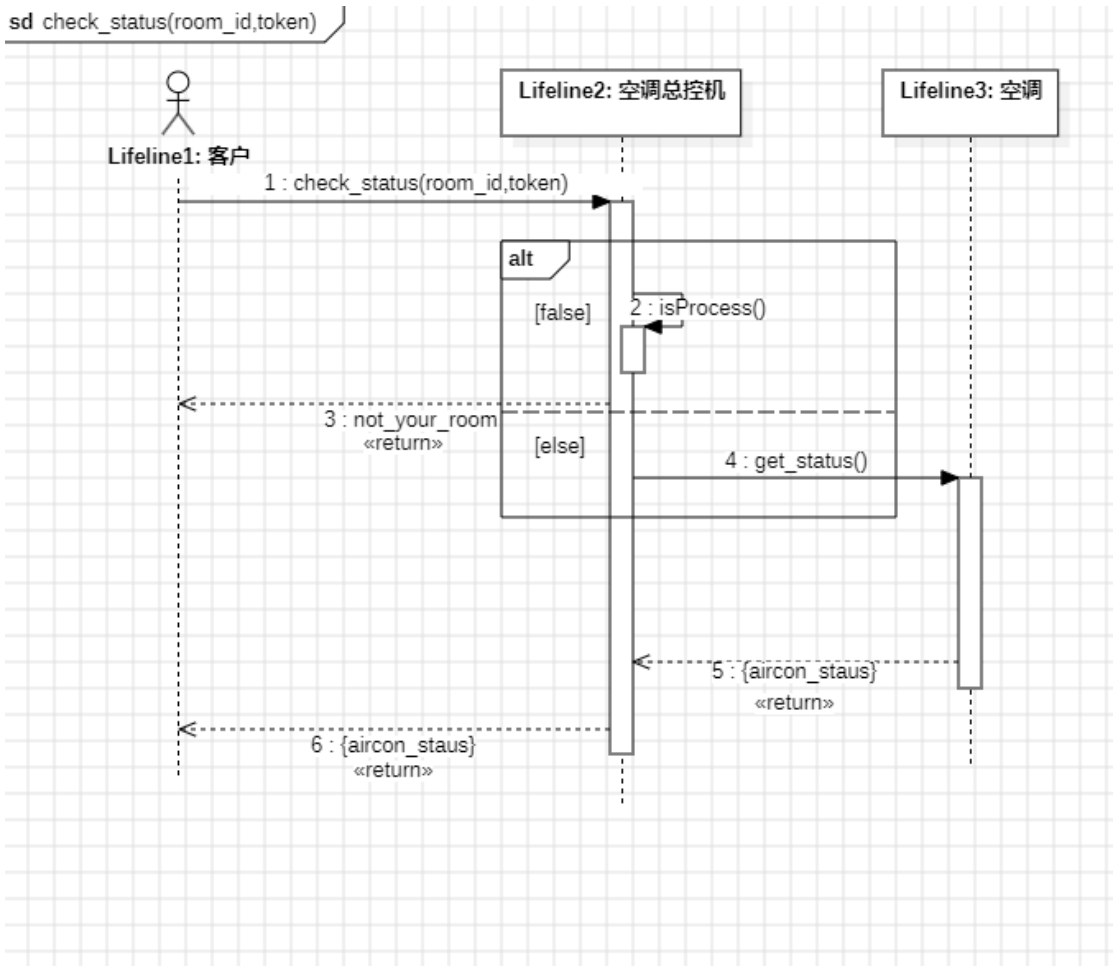 sd check_status(room_id,token)
Lifeline2: 空调总控机
Lifeline3: 空调
Lifeline1: 客户
1 : check_status(room_id,token)
alt
[false]
2 : isProcess()
3 : not_your_room
«return»
[else]
4 : get_status()
5 : {aircon_staus}
«return»
6 : {aircon_staus}
«return»